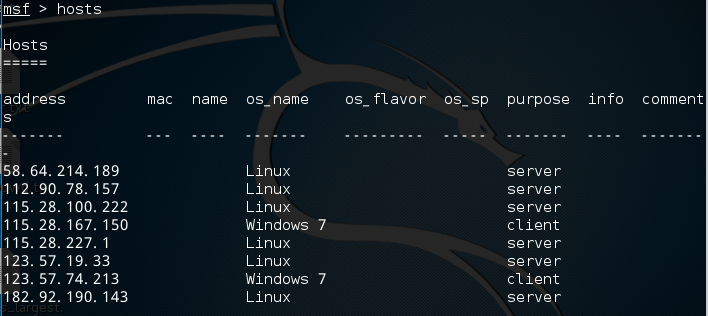 msf > hosts
Hosts
=====
address mac name os_name os_flavor os_sp purpose info comment
s
------- --- ---- ------- --------- ----- ------- ---- -------
-
58.64.214.189 Linux server
112.90.78.157 Linux server
115.28.100.222 Linux server
115.28.167.150 Windows 7 client
115.28.227.1 Linux server
123.57.19.33 Linux server
123.57.74.213 Windows 7 client
182.92.190.143 Linux server
s_largest: